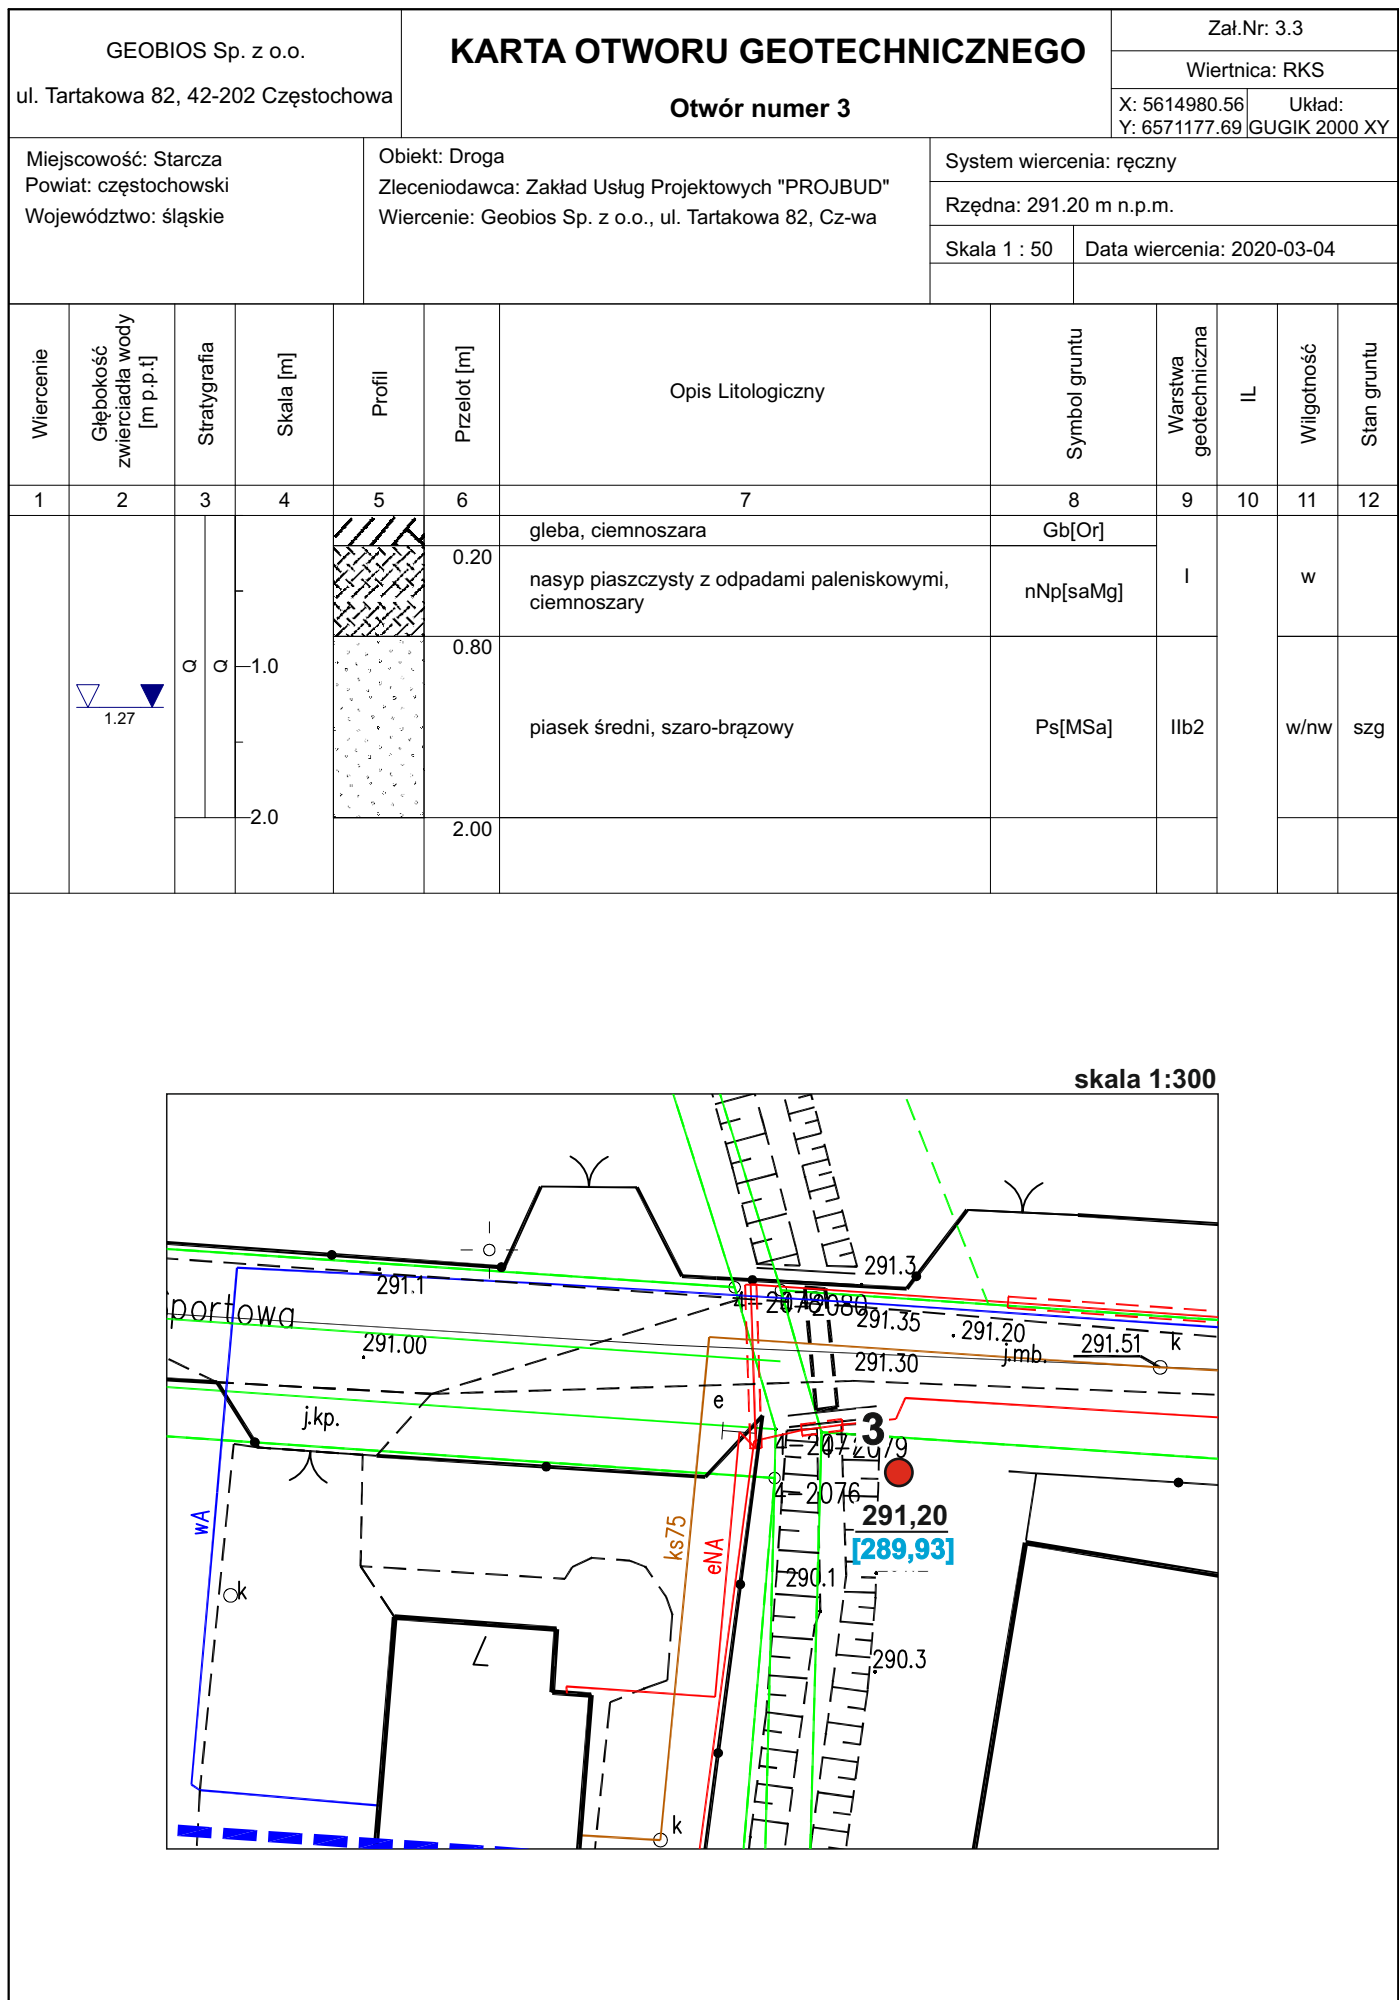 GEOBIOS Sp. z o.o.
ul. Tartakowa 82, 42-202 Częstochowa
KARTA OTWORU GEOTECHNICZNEGO
Otwór numer 3
Zał.Nr: 3.3
Wiertnica: RKS
X: 5614980.56
Y: 6571177.69
Układ:
GUGIK 2000 XY
Miejscowość: Starcza
Powiat: częstochowski
Województwo: śląskie
Obiekt: Droga
Zleceniodawca: Zakład Usług Projektowych "PROJBUD"
Wiercenie: Geobios Sp. z o.o., ul. Tartakowa 82, Cz-wa
System wiercenia: ręczny
Rzędna: 291.20 m n.p.m.
Skala 1 : 50
Data wiercenia: 2020-03-04
Wiercenie
Głębokość
zwierciadła wody
[m p.p.t]
Stratygrafia
Skala [m]
Profil
Przelot [m]
Opis Litologiczny
Symbol gruntu
Warstwa
geotechniczna
IL
Wilgotność
Stan gruntu
1 2 3 4 5 6 7 8 9 10 11 12
gleba, ciemnoszara
Gb[Or]
0.20
nasyp piaszczysty z odpadami paleniskowymi,
ciemnoszary
nNp[saMg]
I
w
0.80
Q
Q
1.0
1.27
piasek średni, szaro-brązowy
Ps[MSa]
IIb2
w/nw
szg
2.0
2.00
skala 1:300
291.3
291.1
portowa
291.00
291.35
291.20
291.51
k
j.mb.
291.30
j.kp.
e
3
4-2076
291,20
[289,93]
wA
ks75
eNA
290.1
k
290.3
k